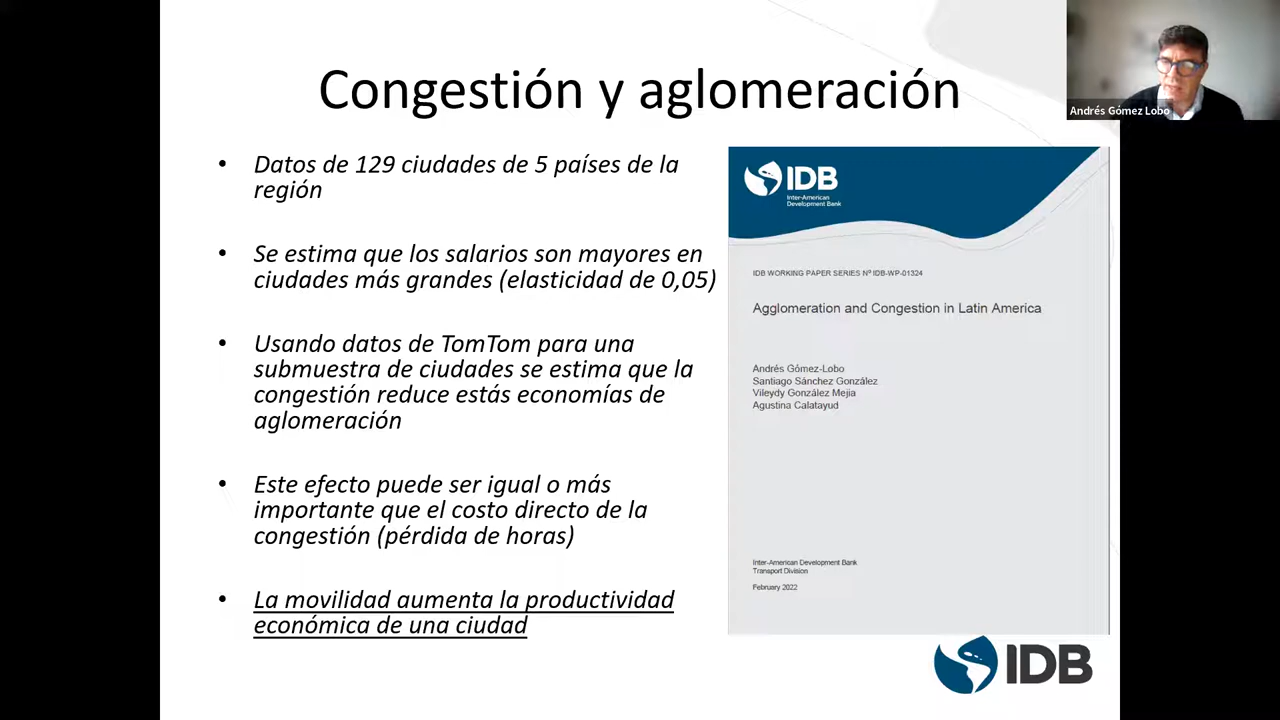 Congestión y aglomeración
Andrés Gómez Lobo
• Datos de 129 ciudades de 5 países de la
región
• Se estima que los salarios son mayores en
ciudades más grandes (elasticidad de 0,05)
• Usando datos de TomTom para una
submuestra de ciudades se estima que la
congestión reduce estás economías de
aglomeración
• Este efecto puede ser igual o más
importante que el costo directo de la
congestión (pérdida de horas)
• La movilidad aumenta la productividad
económica de una ciudad
IDB
Inter-American
Development Bank
IDB WORKING PAPER SERIES Nº IDB-WP-01324
Agglomeration and Congestion in Latin America
Andrés Gómez-Lobo
Santiago Sánchez González
Vileydy González Mejia
Agustina Calatayud
Inter-American Development Bank
Transport Division
February 2022
IDB